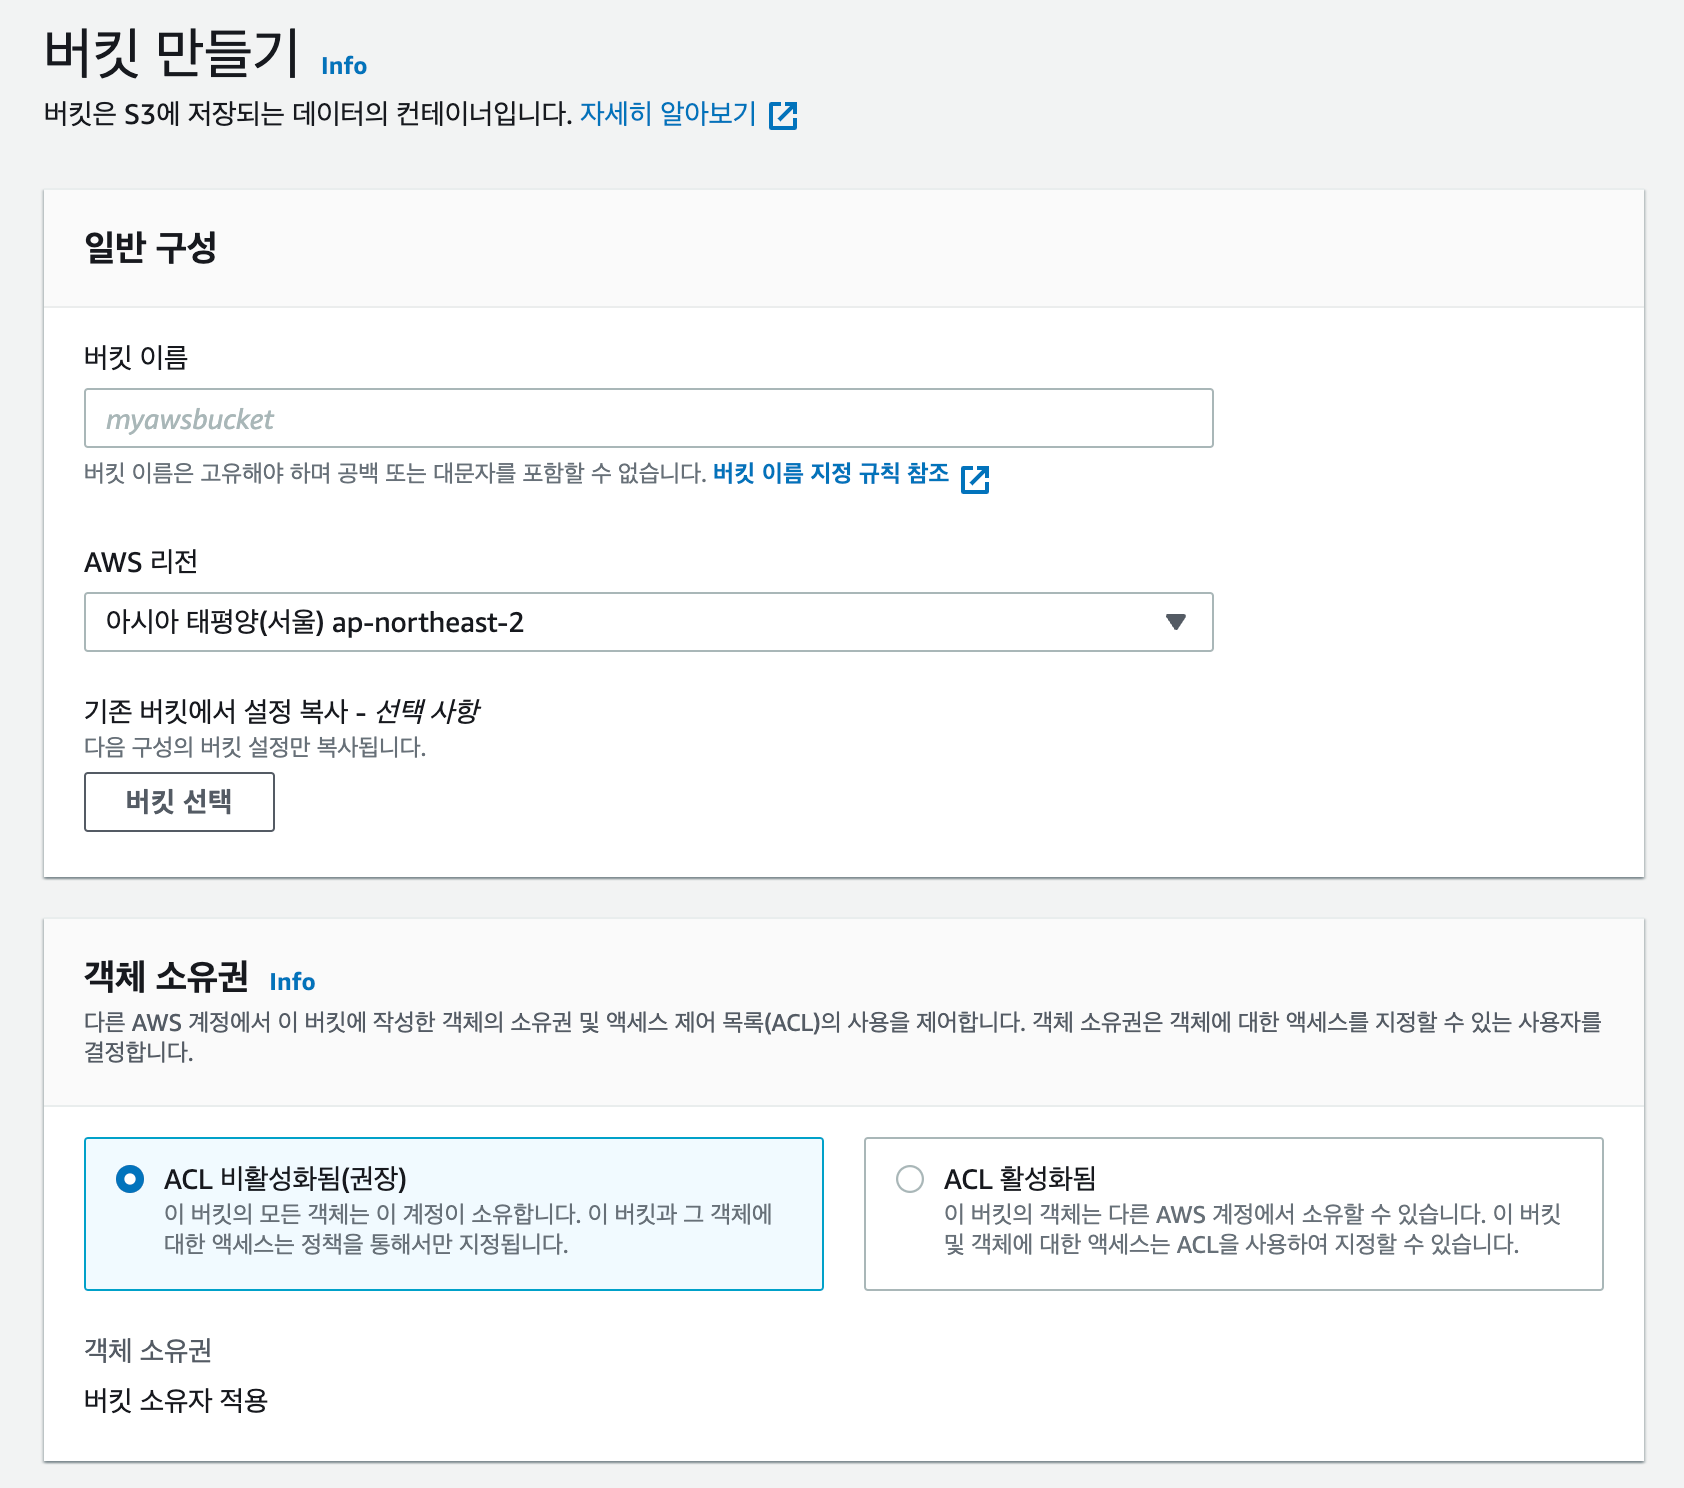 버킷 만들기 Info
버킷은 S3에 저장되는 데이터의 컨테이너입니다. 자세히 알아보기
일반 구성
버킷 이름
myawsbucket
버킷 이름은 고유해야 하며 공백 또는 대문자를 포함할 수 없습니다. 버킷 이름 지정 규칙 참조
AWS 리전
아시아 태평양(서울) ap-northeast-2
기존 버킷에서 설정 복사 - 선택 사항
다음 구성의 버킷 설정만 복사됩니다.
버킷 선택
객체 소유권 Info
다른 AWS 계정에서 이 버킷에 작성한 객체의 소유권 및 액세스 제어 목록(ACL)의 사용을 제어합니다. 객체 소유권은 객체에 대한 액세스를 지정할 수 있는 사용자를
결정합니다.
ACL 비활성화됨(권장)
이 버킷의 모든 객체는 이 계정이 소유합니다. 이 버킷과 그 객체에
대한 액세스는 정책을 통해서만 지정됩니다.
ACL 활성화됨
이 버킷의 객체는 다른 AWS 계정에서 소유할 수 있습니다. 이 버킷
및 객체에 대한 액세스는 ACL을 사용하여 지정할 수 있습니다.
객체 소유권
버킷 소유자 적용